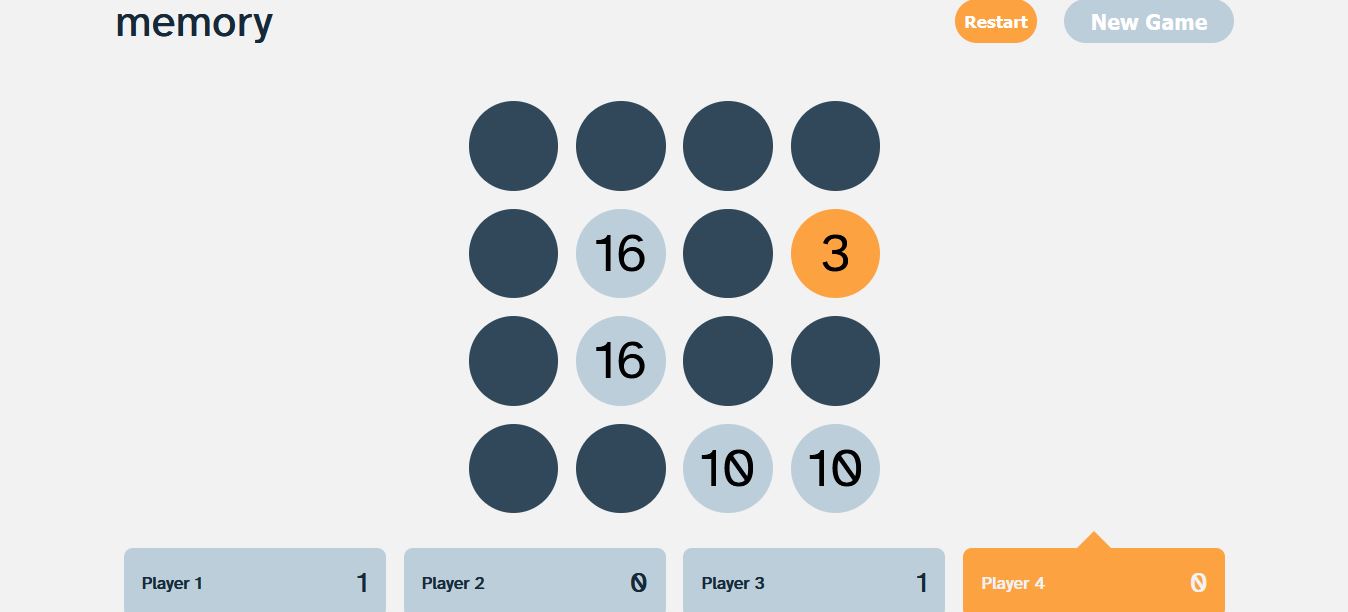 memory
Restart
New Game
16
3
16
10
10
Player 1
1
Player 2
0
Player 3
1
Player 4
0